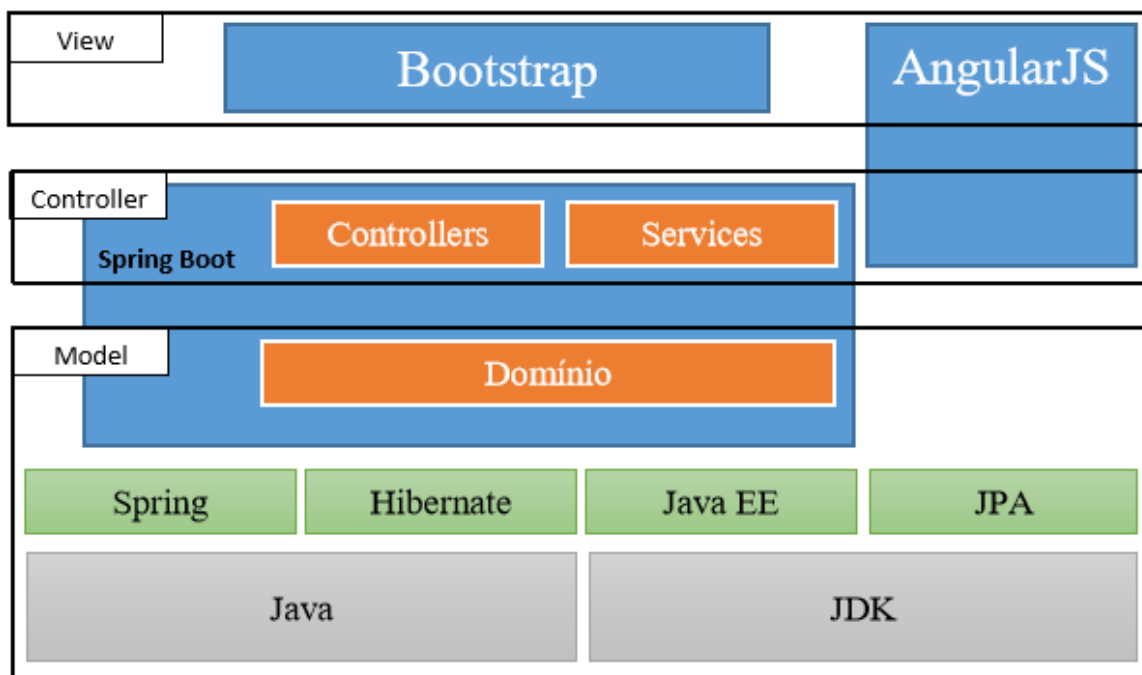 View
Bootstrap
AngularJS
Controller
Controllers
Services
Spring Boot
Model
Domínio
Spring
Hibernate
Java EE
JPA
Java
JDK